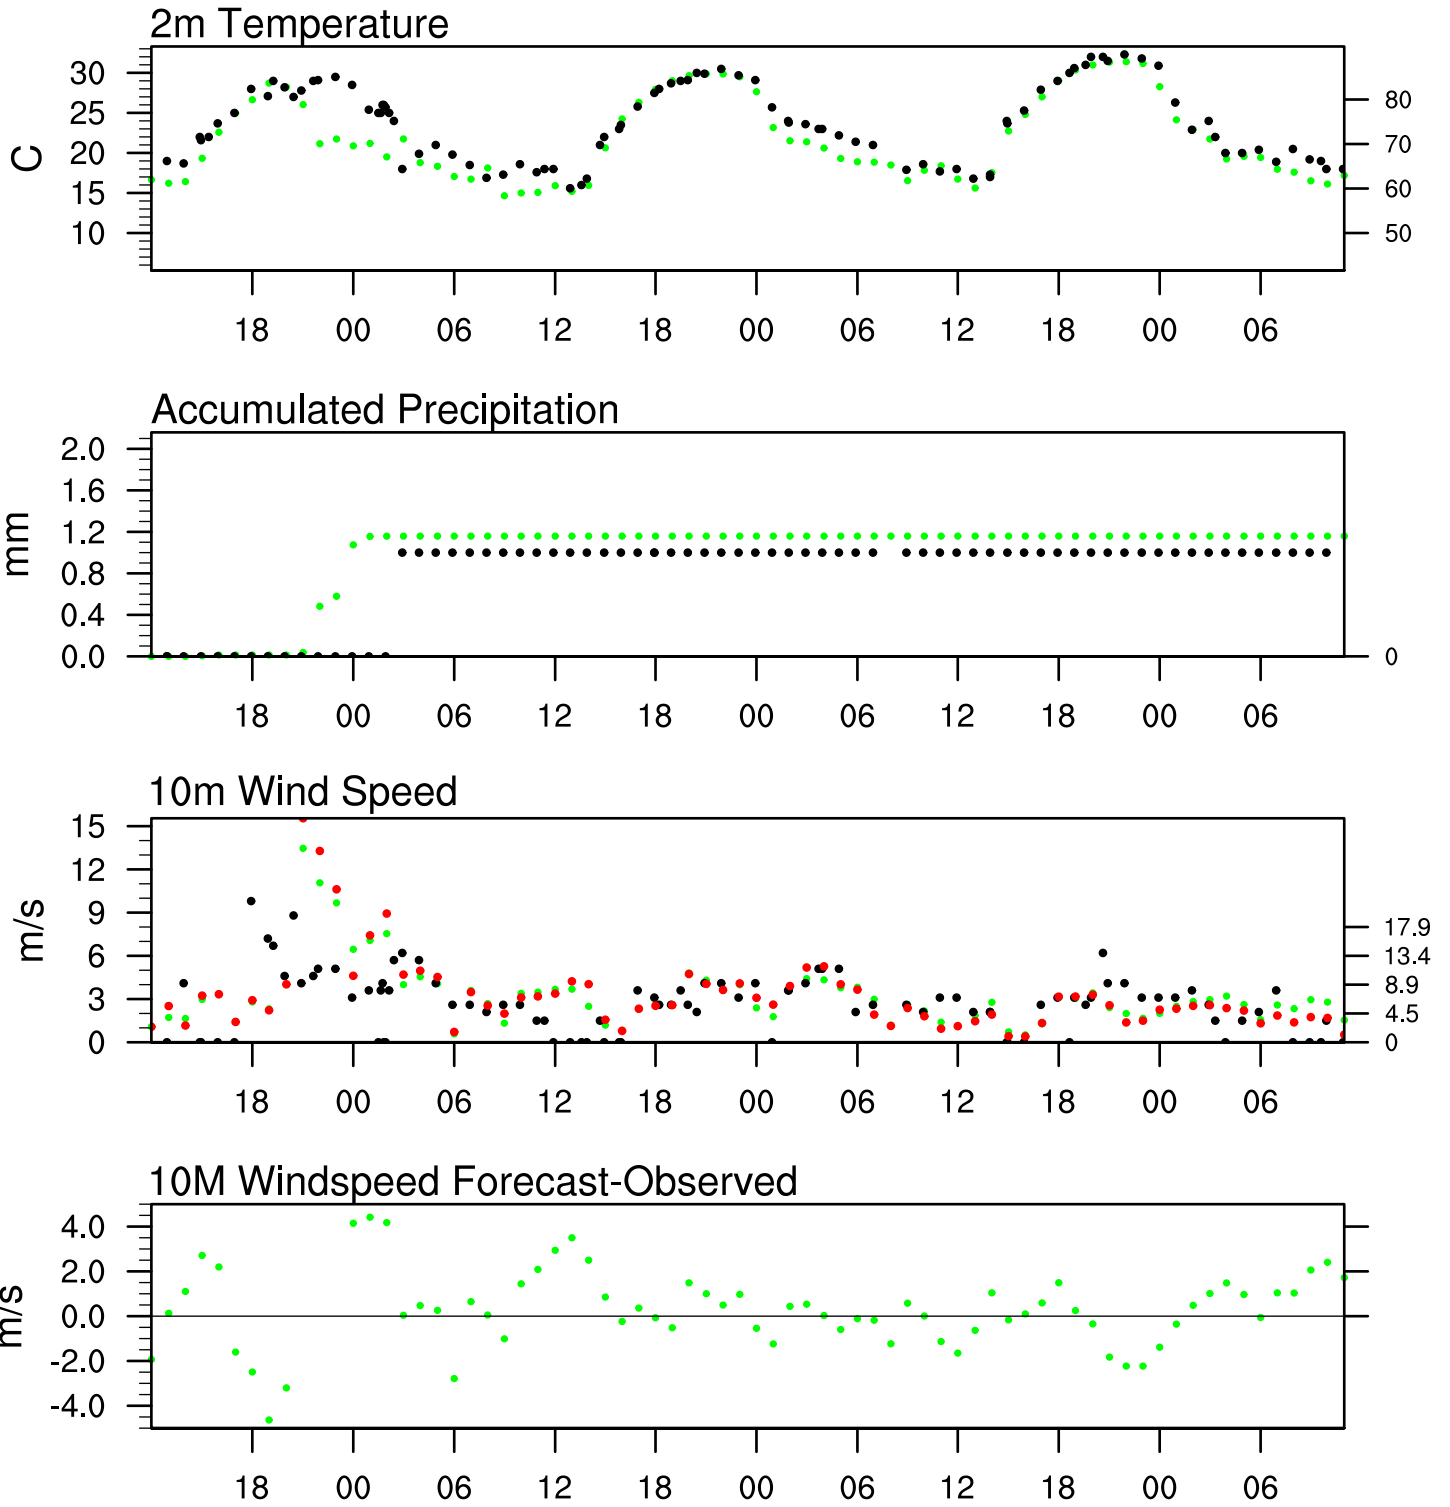 2m Temperature
30
25
20
15
10
C
80
70
60
50
18 00 06 12 18 00 06 12 18 00 06
Accumulated Precipitation
2.0
1.6
1.2
0.8
0.4
0.0
mm
0
18 00 06 12 18 00 06 12 18 00 06
10m Wind Speed
15
12
9
6
3
0
m/s
17.9
13.4
8.9
4.5
0
18 00 06 12 18 00 06 12 18 00 06
10M Windspeed Forecast-Observed
4.0
2.0
0.0
-2.0
-4.0
m/s
18 00 06 12 18 00 06 12 18 00 06